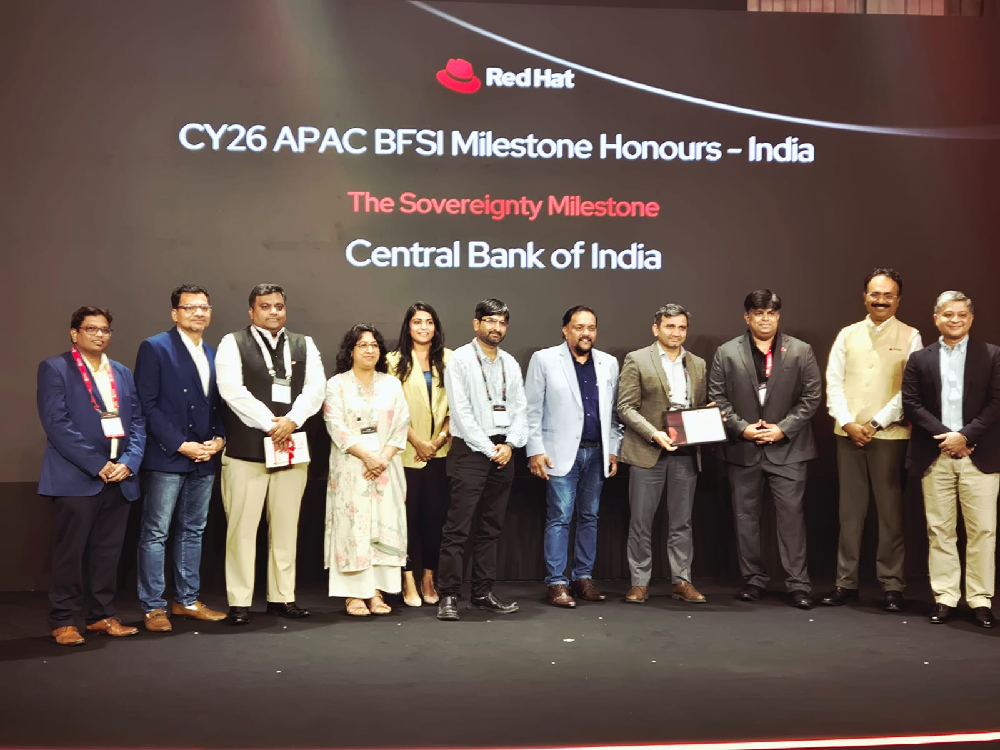 Red Hat
CY26 APAC BFSI Milestone Honours - India
The Sovereignty Milestone
Central Bank of India